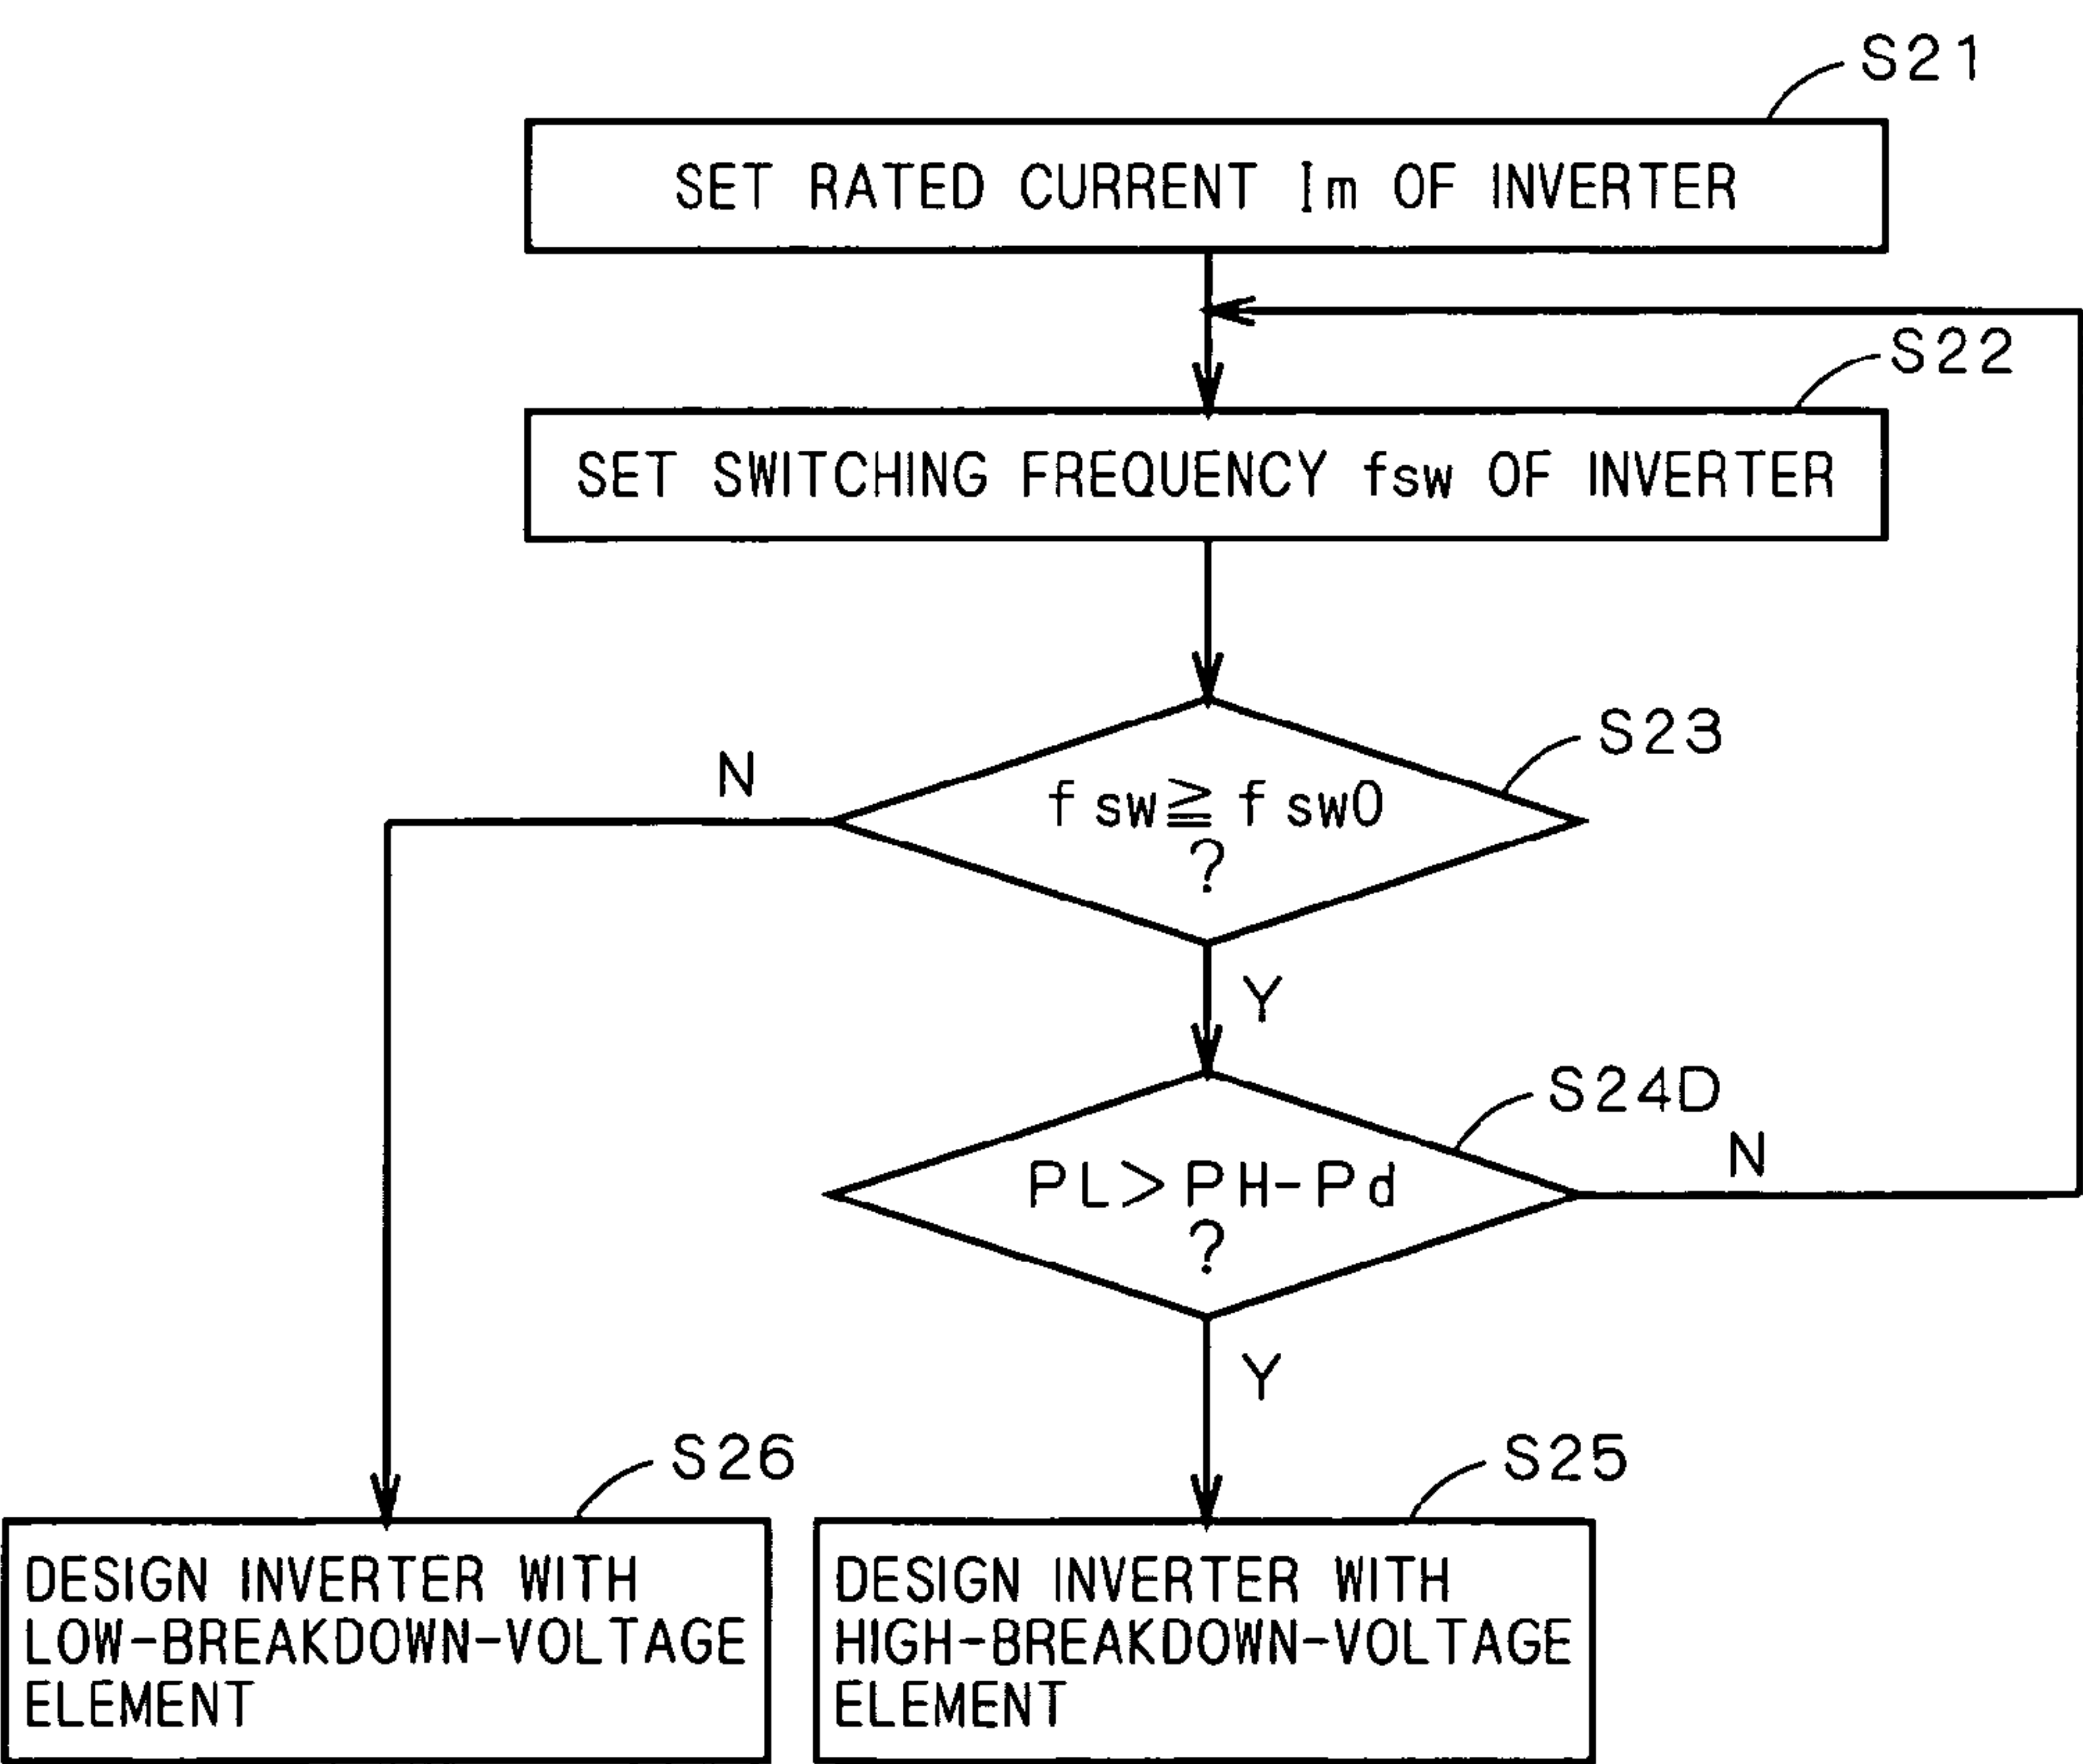 S21
SET RATED CURRENT Im OF INVERTER
S22
SET SWITCHING FREQUENCY fsw OF INVERTER
S23
N
fsw≧fsw0
?
Y
S24D
N
PL>PH-Pd
?
Y
S26
S25
DESIGN INVERTER WITH
LOW-BREAKDOWN-VOLTAGE
ELEMENT
DESIGN INVERTER WITH
HIGH-BREAKDOWN-VOLTAGE
ELEMENT